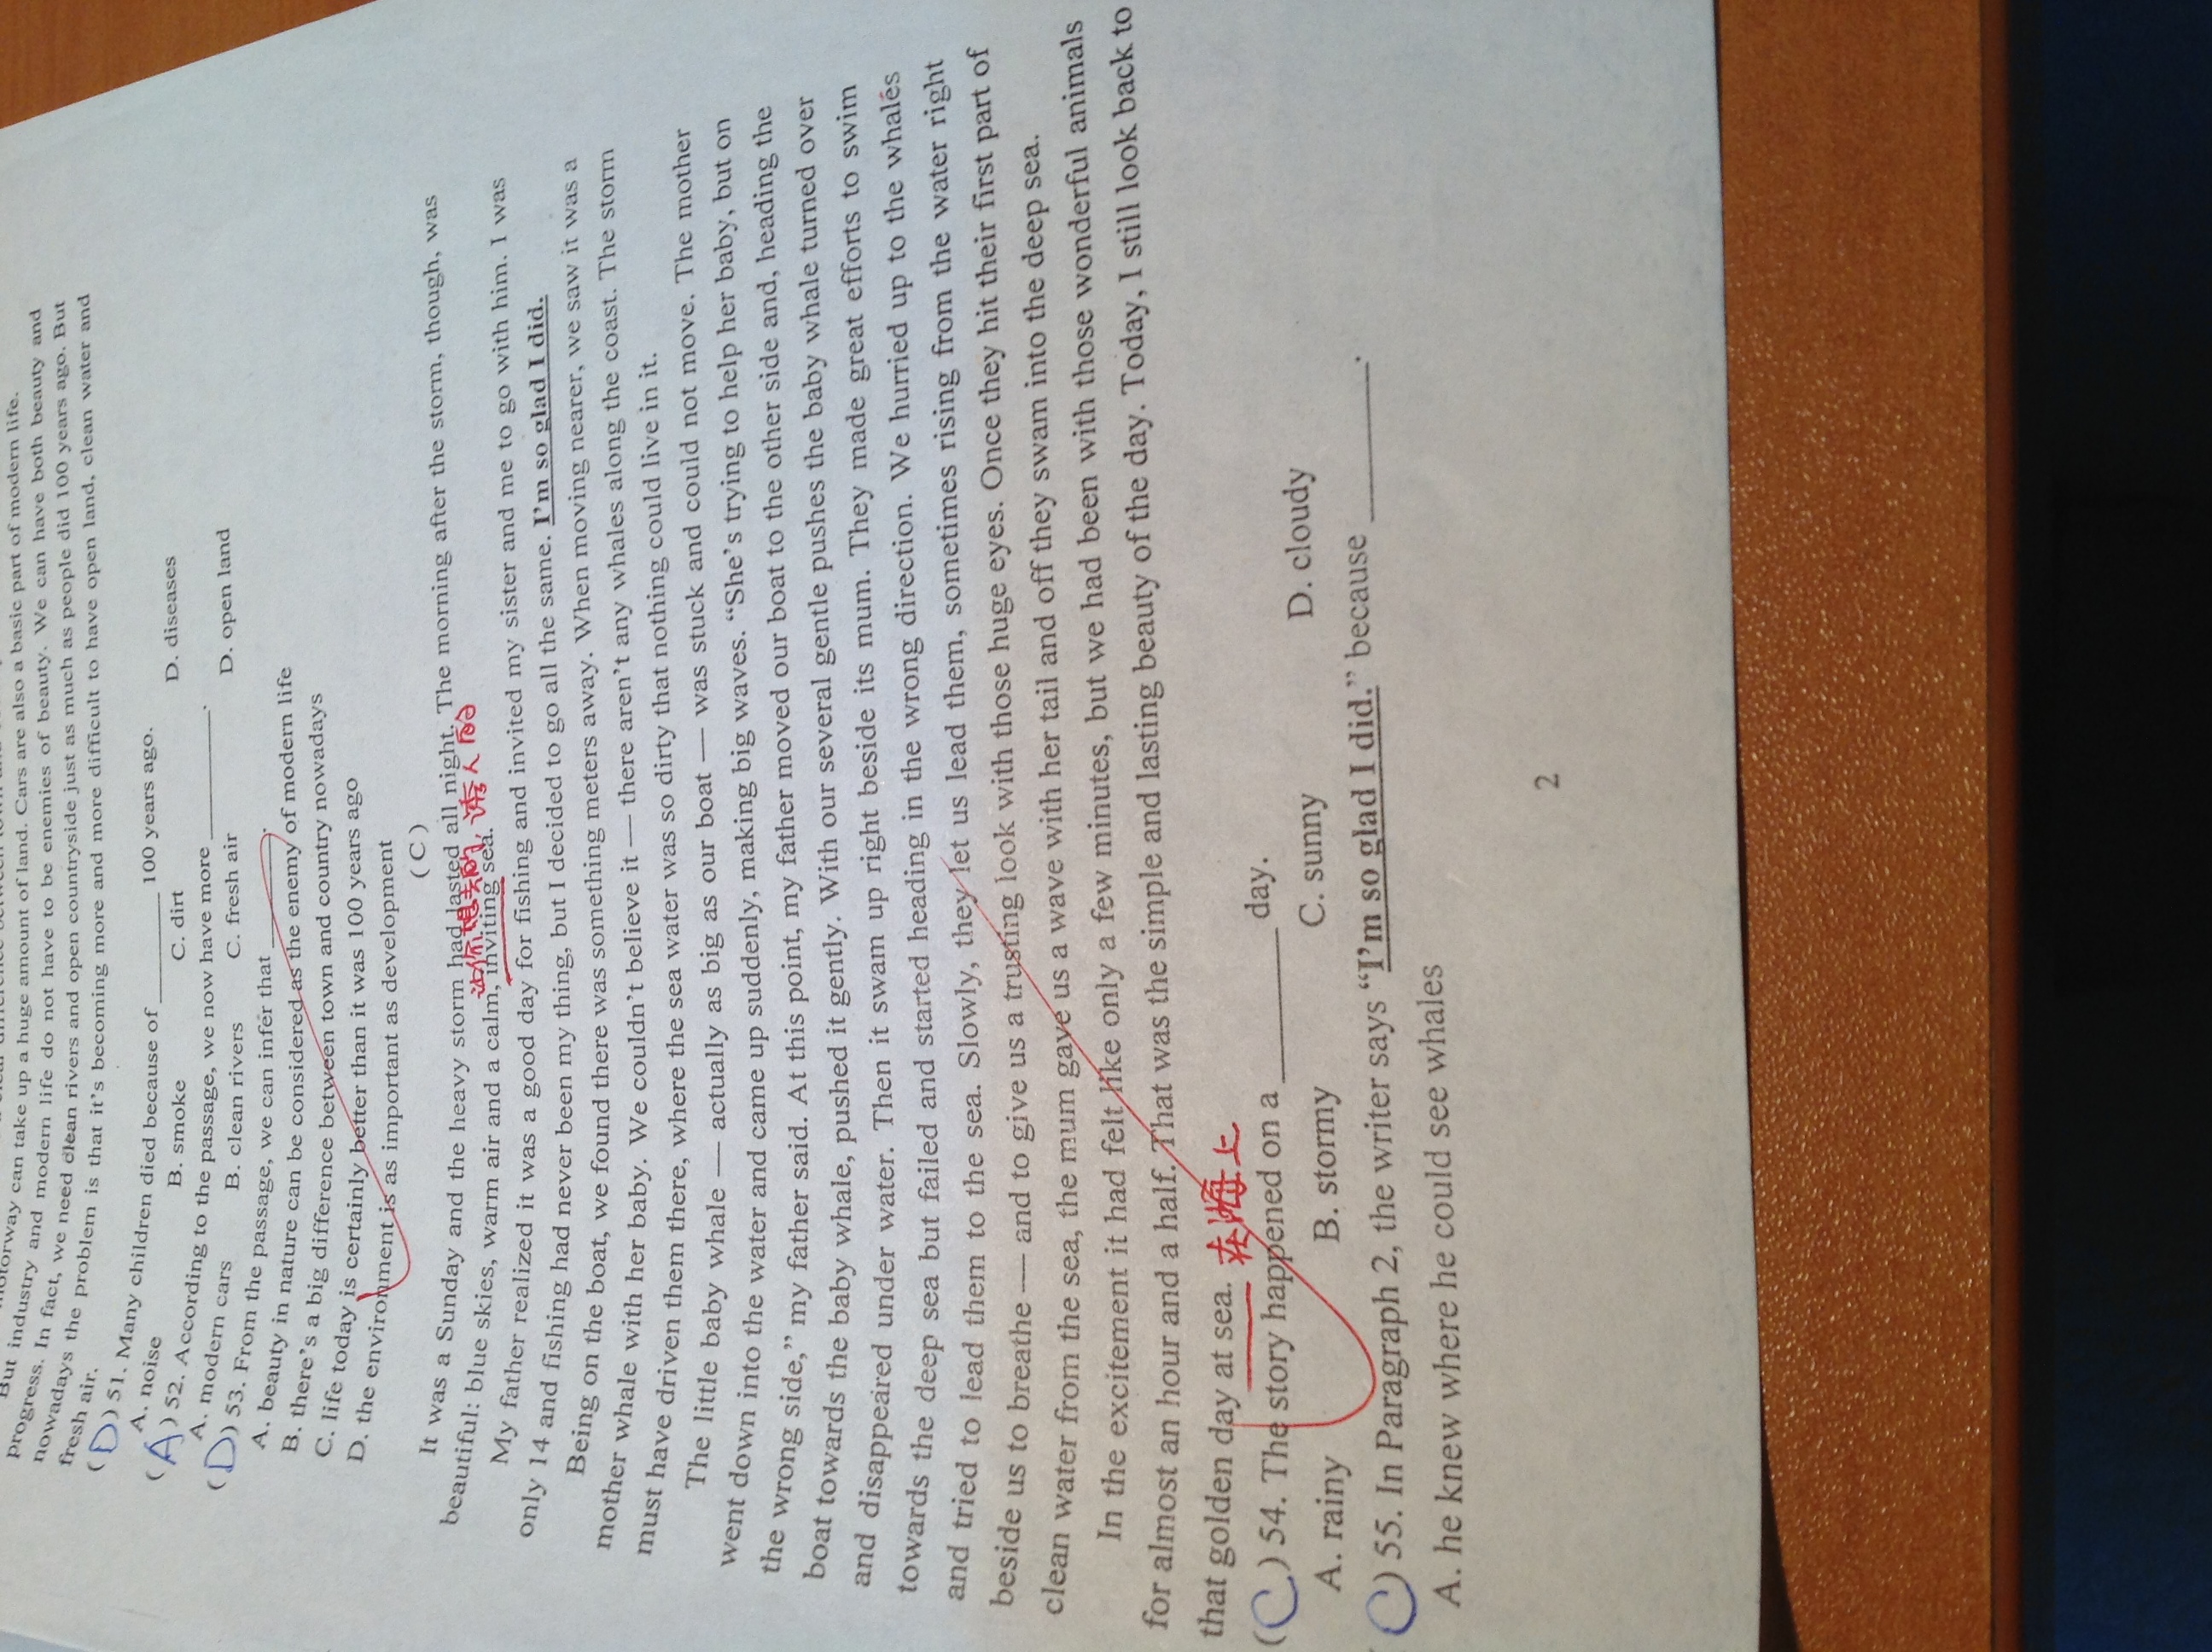 motorway can take up a huge amount of land. Cars are also a basic part of modern life.
But industry and modern life do not have to be enemies of beauty. We can have both beauty and
progress. In fact, we need clean rivers and open countryside just as much as people did 100 years ago. But
nowadays the problem is that it's becoming more and more difficult to have open land, clean water and
fresh air.
(D) 51. Many children died because of ________ 100 years ago.
A. noise B. smoke C. dirt D. diseases
(A) 52. According to the passage, we now have more ________.
A. modern cars B. clean rivers C. fresh air D. open land
(D) 53. From the passage, we can infer that ________.
A. beauty in nature can be considered as the enemy of modern life
B. there's a big difference between town and country nowadays
C. life today is certainly better than it was 100 years ago
D. the environment is as important as development
(C)
It was a Sunday and the heavy storm had lasted all night. The morning after the storm, though, was
让你想去的, 诱人的
beautiful: blue skies, warm air and a calm, inviting sea.
My father realized it was a good day for fishing and invited my sister and me to go with him. I was
only 14 and fishing had never been my thing, but I decided to go all the same. I'm so glad I did.
Being on the boat, we found there was something meters away. When moving nearer, we saw it was a
mother whale with her baby. We couldn't believe it — there aren't any whales along the coast. The storm
must have driven them there, where the sea water was so dirty that nothing could live in it.
The little baby whale — actually as big as our boat — was stuck and could not move. The mother
went down into the water and came up suddenly, making big waves. "She's trying to help her baby, but on
the wrong side," my father said. At this point, my father moved our boat to the other side and, heading the
boat towards the baby whale, pushed it gently. With our several gentle pushes the baby whale turned over
and disappeared under water. Then it swam up right beside its mum. They made great efforts to swim
towards the deep sea but failed and started heading in the wrong direction. We hurried up to the whales
and tried to lead them to the sea. Slowly, they let us lead them, sometimes rising from the water right
beside us to breathe — and to give us a trusting look with those huge eyes. Once they hit their first part of
clean water from the sea, the mum gave us a wave with her tail and off they swam into the deep sea.
In the excitement it had felt like only a few minutes, but we had been with those wonderful animals
for almost an hour and a half. That was the simple and lasting beauty of the day. Today, I still look back to
that golden day at sea. 在海上
(C) 54. The story happened on a ________ day.
A. rainy B. stormy C. sunny D. cloudy
C) 55. In Paragraph 2, the writer says "I'm so glad I did." because ________.
A. he knew where he could see whales
2